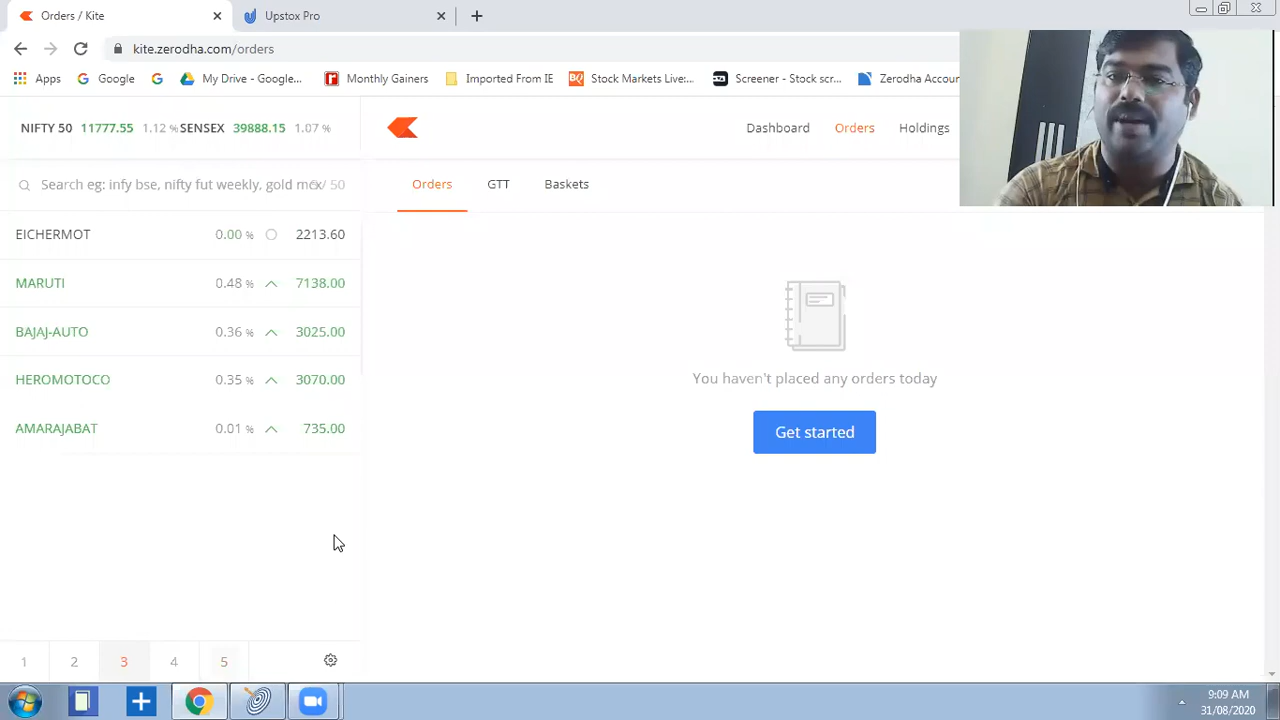 Orders / Kite
Upstox Pro
kite.zerodha.com/orders
Apps
Google
My Drive - Google...
Monthly Gainers
Imported From IE
BQ
Stock Markets Live:...
Screener - Stock scr...
Zerodha Accou
NIFTY 50 11777.55 1.12 % SENSEX 39888.15 1.07 %
Dashboard
Orders
Holdings
Search eg: infy bse, nifty fut weekly, gold mcx / 50
Orders
GTT
Baskets
EICHERMOT 0.00 % 2213.60
MARUTI 0.48 % 7138.00
BAJAJ-AUTO 0.36 % 3025.00
HEROMOTOCO 0.35 % 3070.00
AMARAJABAT 0.01 % 735.00
You haven't placed any orders today
Get started
1 2 3 4 5
9:09 AM
31/08/2020